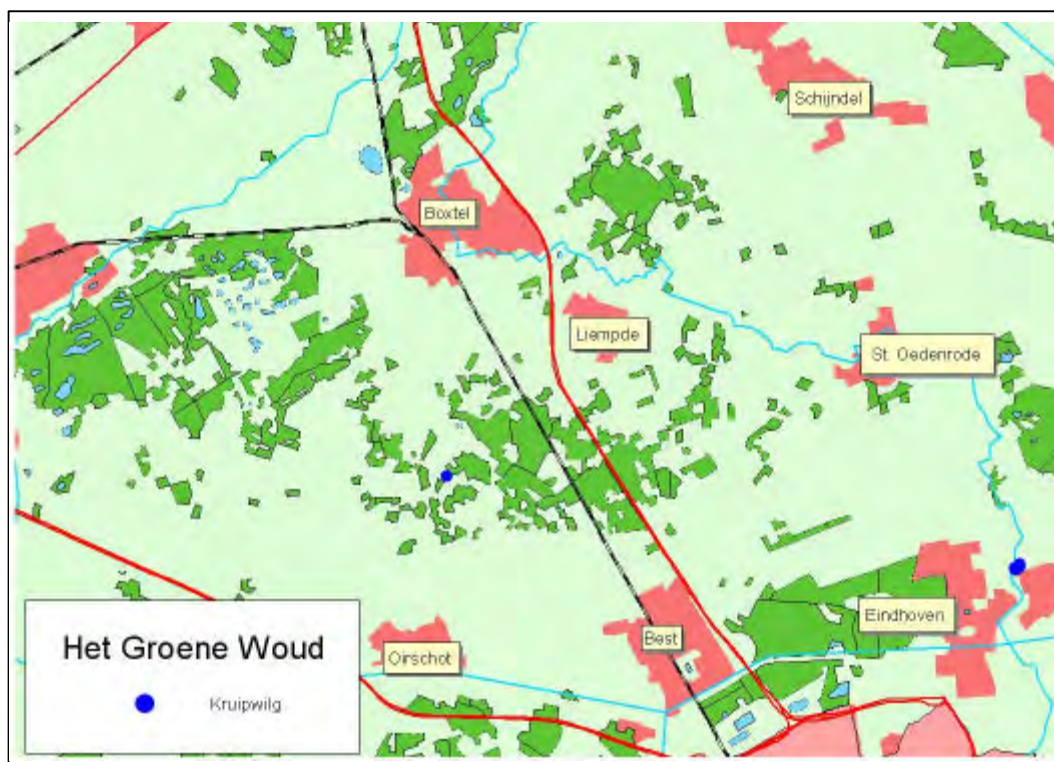 Schijndel
Boxtel
Liempde
St. Oedenrode
Eindhoven
Best
Oirschot
Het Groene Woud
Kruipwilg